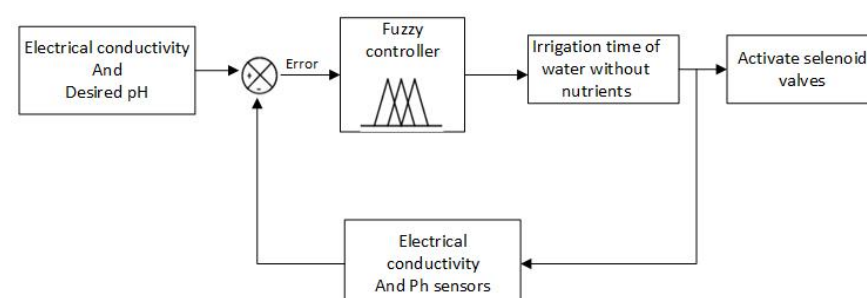 Electrical conductivity
And
Desired pH
+
-
Error
Fuzzy
controller
Irrigation time of
water without
nutrients
Activate selenoid
valves
Electrical
conductivity
And Ph sensors